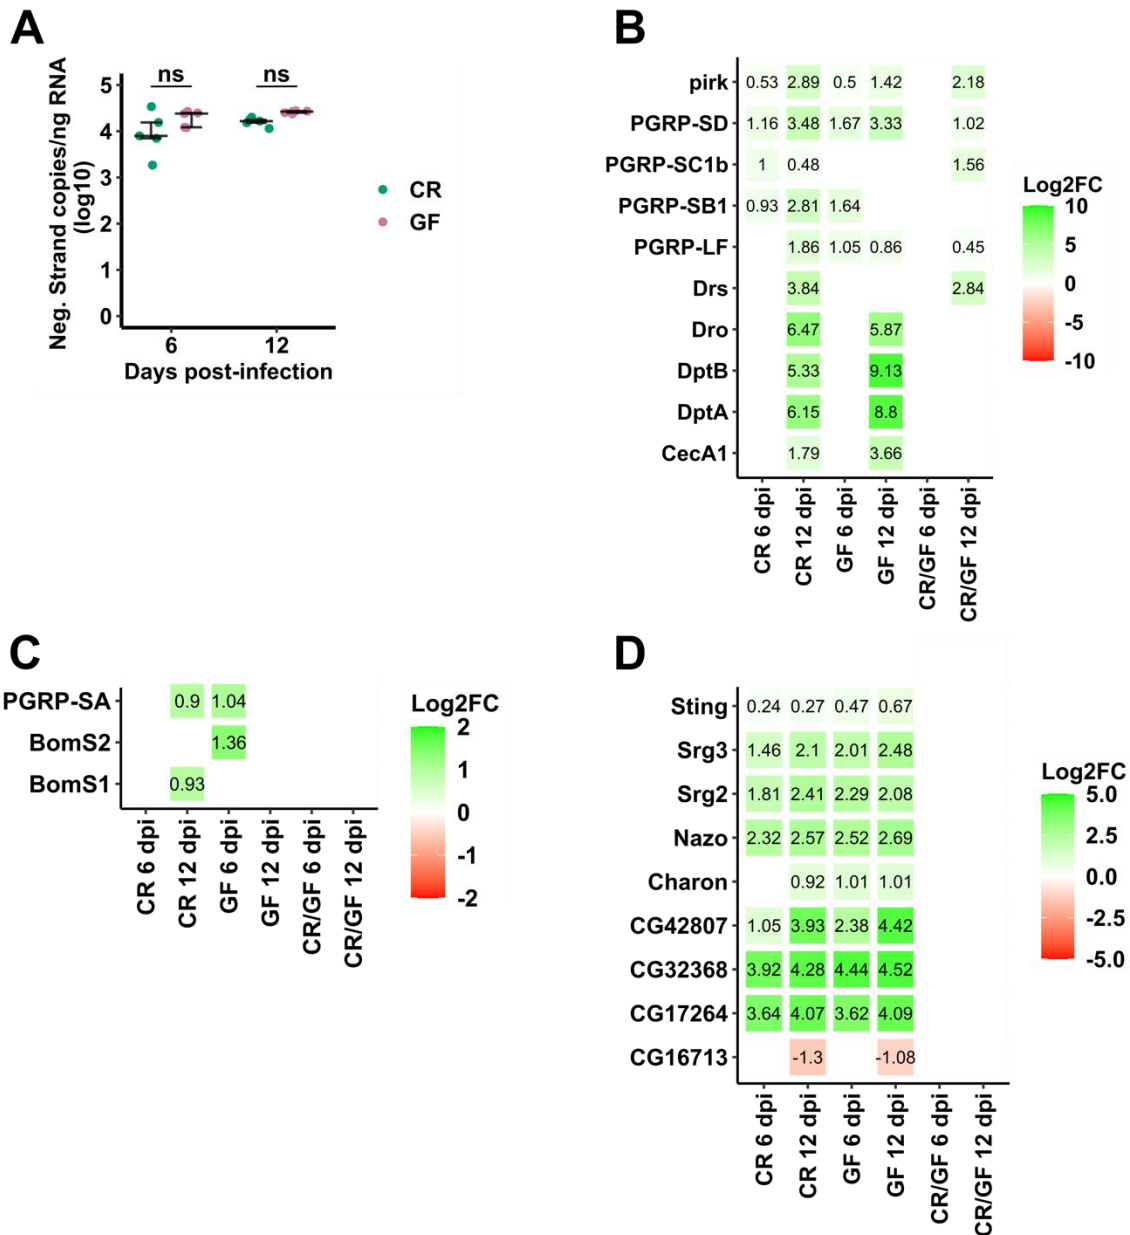 A
Neg. Strand copies/ng RNA
(log10)
5
4
3
2
1
0
ns
ns
6
12
Days post-infection
CR
GF
B
pirk 0.53 2.89 0.5 1.42 2.18
PGRP-SD 1.16 3.48 1.67 3.33 1.02
PGRP-SC1b 1 0.48 1.56
PGRP-SB1 0.93 2.81 1.64
PGRP-LF 1.86 1.05 0.86 0.45
Drs 3.84 2.84
Dro 6.47 5.87
DptB 5.33 9.13
DptA 6.15 8.8
CecA1 1.79 3.66
CR 6 dpi
CR 12 dpi
GF 6 dpi
GF 12 dpi
CR/GF 6 dpi
CR/GF 12 dpi
Log2FC
10
5
0
-5
-10
C
PGRP-SA 0.9 1.04
BomS2 1.36
BomS1 0.93
CR 6 dpi
CR 12 dpi
GF 6 dpi
GF 12 dpi
CR/GF 6 dpi
CR/GF 12 dpi
Log2FC
2
1
0
-1
-2
D
Sting 0.24 0.27 0.47 0.67
Srg3 1.46 2.1 2.01 2.48
Srg2 1.81 2.41 2.29 2.08
Nazo 2.32 2.57 2.52 2.69
Charon 0.92 1.01 1.01
CG42807 1.05 3.93 2.38 4.42
CG32368 3.92 4.28 4.44 4.52
CG17264 3.64 4.07 3.62 4.09
CG16713 -1.3 -1.08
CR 6 dpi
CR 12 dpi
GF 6 dpi
GF 12 dpi
CR/GF 6 dpi
CR/GF 12 dpi
Log2FC
5.0
2.5
0.0
-2.5
-5.0